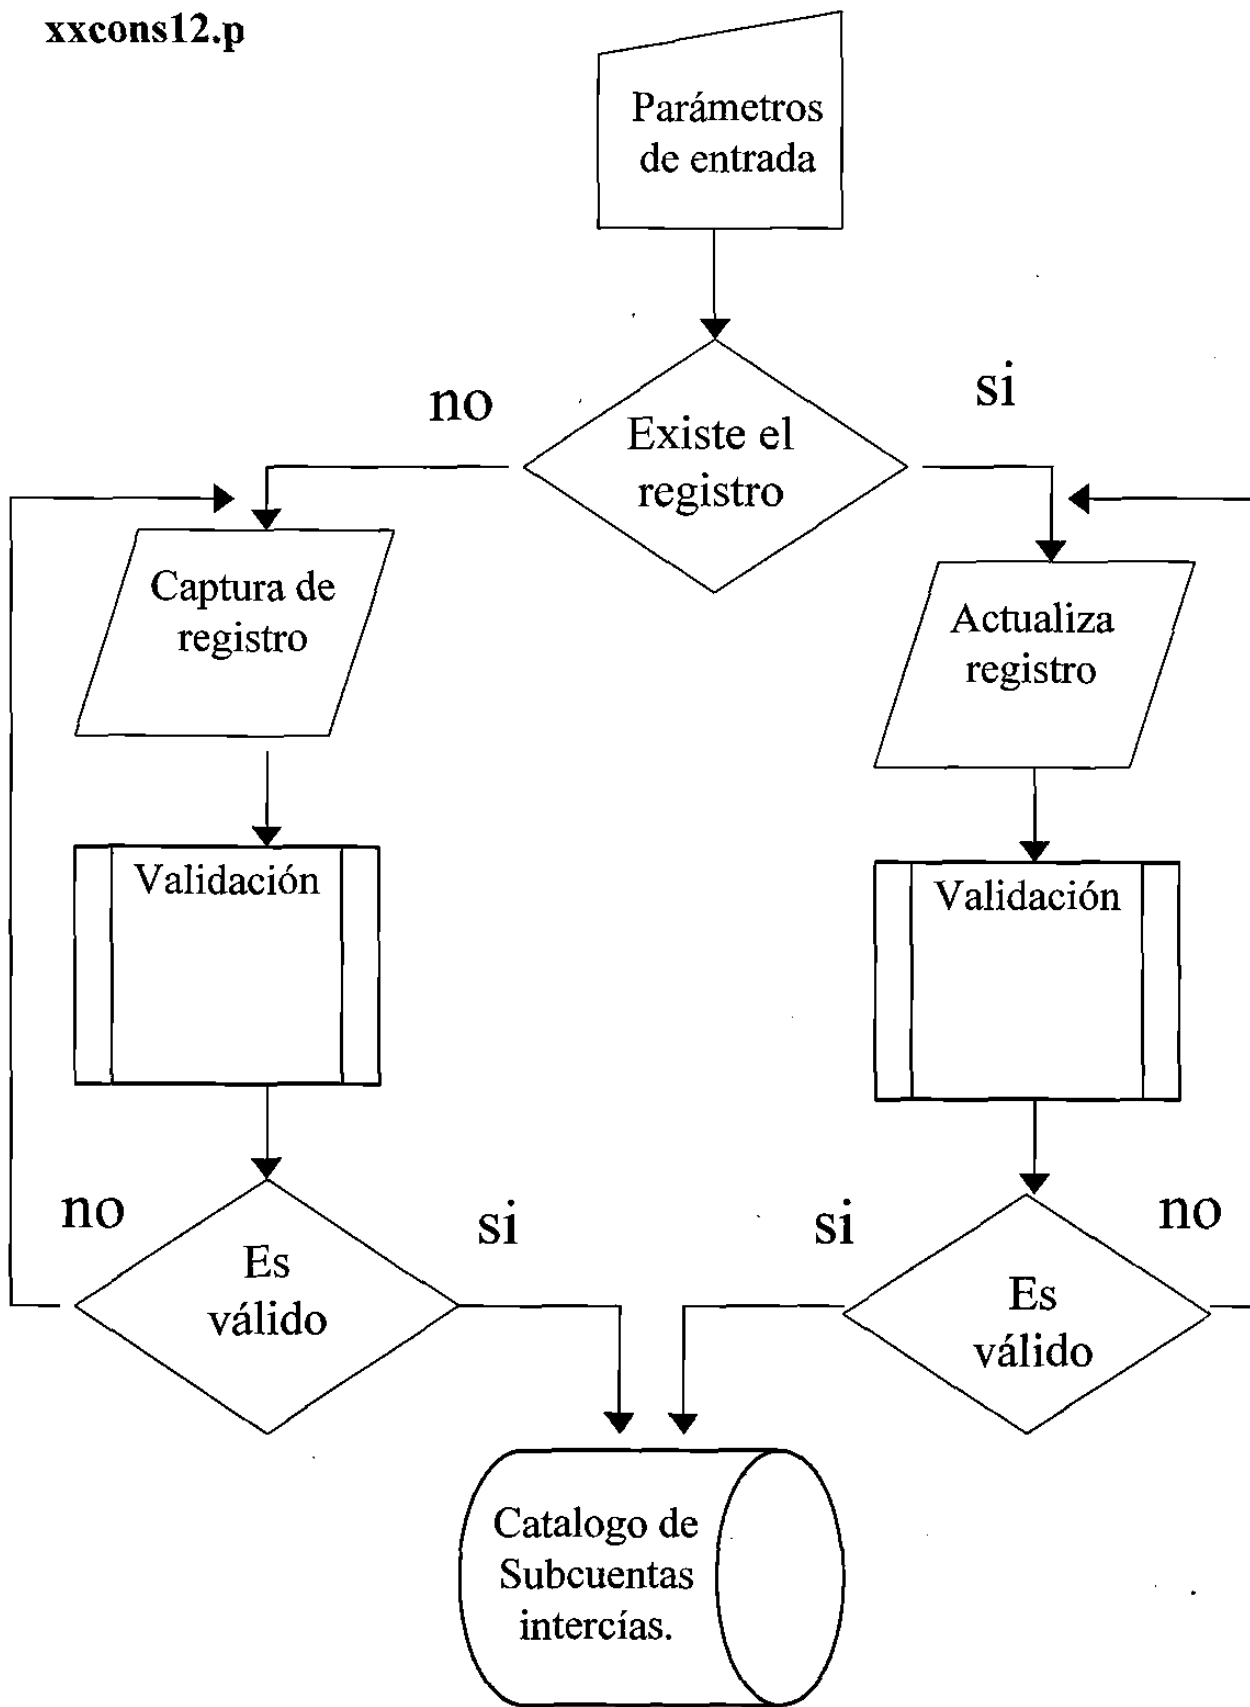 xxcons12.p
Parámetros
de entrada
no
si
Existe el
registro
Captura de
registro
Actualiza
registro
Validación
Validación
no
si
si
no
Es
válido
Es
válido
Catalogo de
Subcuentas
intercías.